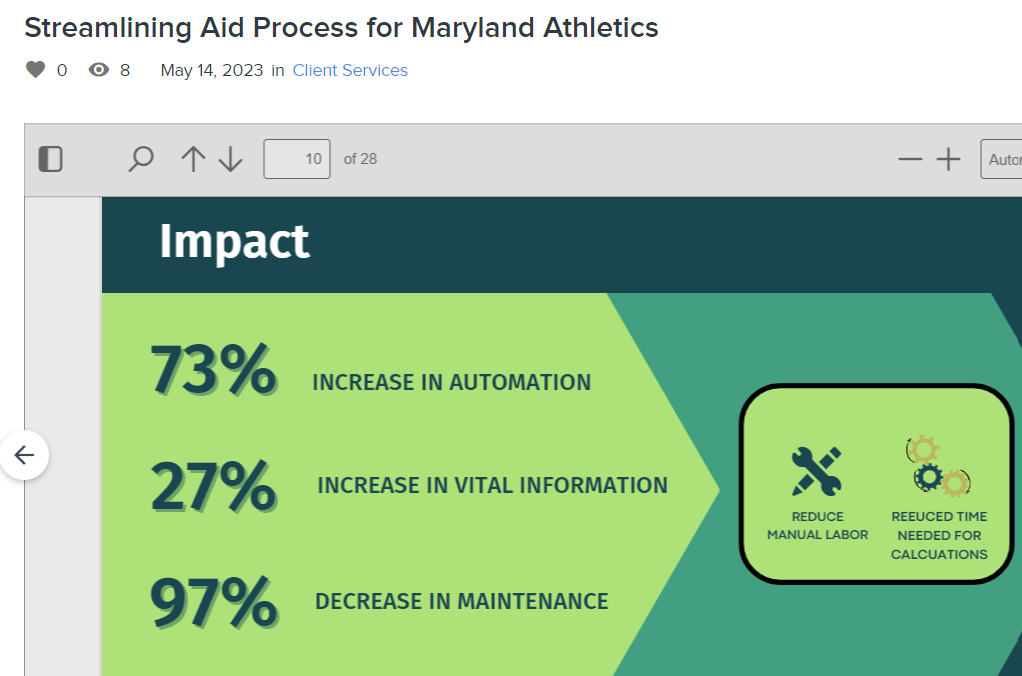 Streamlining Aid Process for Maryland Athletics
0 8 May 14, 2023 in Client Services
10 of 28
Impact
73% INCREASE IN AUTOMATION
27% INCREASE IN VITAL INFORMATION
97% DECREASE IN MAINTENANCE
REDUCE
MANUAL LABOR
REEUCED TIME
NEEDED FOR
CALCUATIONS